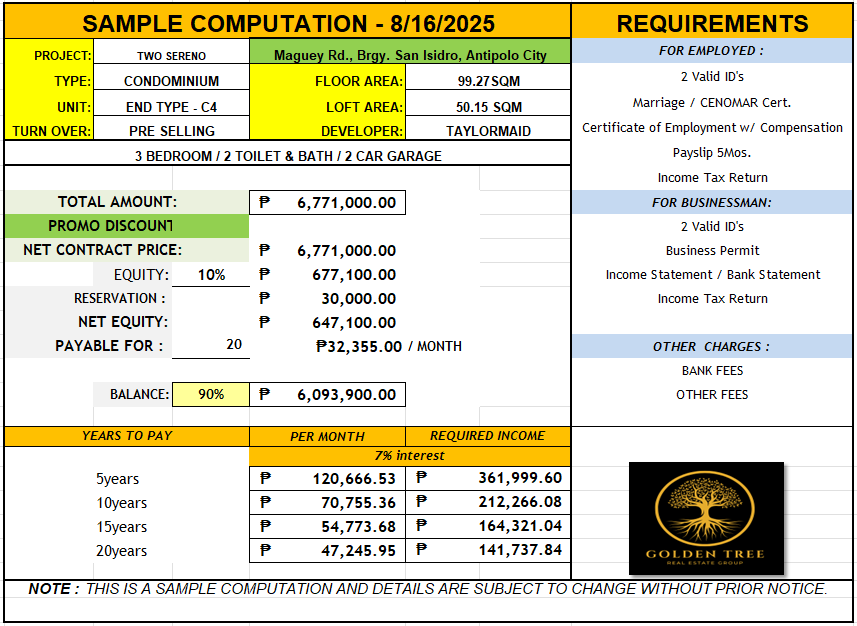 SAMPLE COMPUTATION - 8/16/2025
PROJECT: TWO SERENO Maguey Rd., Brgy. San Isidro, Antipolo City
TYPE: CONDOMINIUM FLOOR AREA: 99.27SQM
UNIT: END TYPE - C4 LOFT AREA: 50.15 SQM
TURN OVER: PRE SELLING DEVELOPER: TAYLORMAID
3 BEDROOM / 2 TOILET & BATH / 2 CAR GARAGE
TOTAL AMOUNT: ₱ 6,771,000.00
PROMO DISCOUNT
NET CONTRACT PRICE: ₱ 6,771,000.00
EQUITY: 10% ₱ 677,100.00
RESERVATION : ₱ 30,000.00
NET EQUITY: ₱ 647,100.00
PAYABLE FOR : 20 ₱32,355.00 / MONTH
BALANCE: 90% ₱ 6,093,900.00
YEARS TO PAY PER MONTH REQUIRED INCOME
7% interest
5years ₱ 120,666.53 ₱ 361,999.60
10years ₱ 70,755.36 ₱ 212,266.08
15years ₱ 54,773.68 ₱ 164,321.04
20years ₱ 47,245.95 ₱ 141,737.84
REQUIREMENTS
FOR EMPLOYED :
2 Valid ID's
Marriage / CENOMAR Cert.
Certificate of Employment w/ Compensation
Payslip 5Mos.
Income Tax Return
FOR BUSINESSMAN:
2 Valid ID's
Business Permit
Income Statement / Bank Statement
Income Tax Return
OTHER CHARGES :
BANK FEES
OTHER FEES
GOLDEN TREE
REAL ESTATE GROUP
NOTE : THIS IS A SAMPLE COMPUTATION AND DETAILS ARE SUBJECT TO CHANGE WITHOUT PRIOR NOTICE.